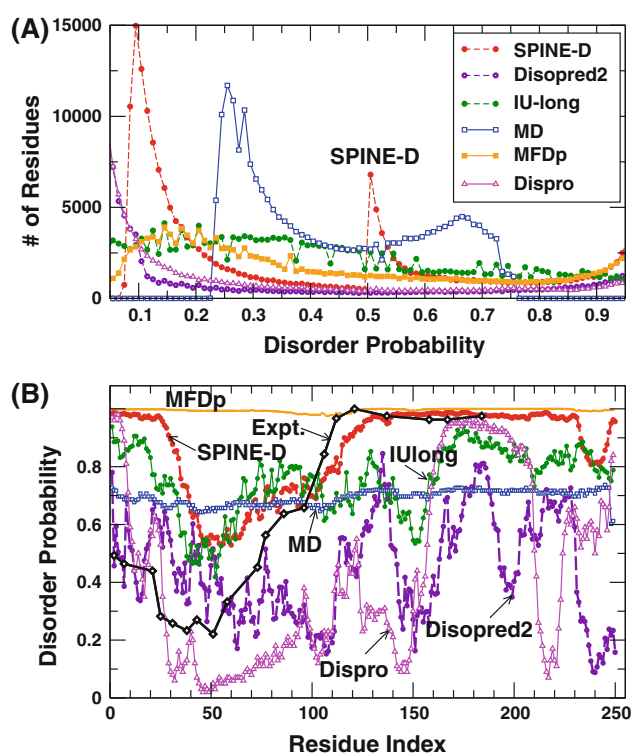 (A)
15000
10000
5000
0
# of Residues
SPINE-D
Disopred2
IU-long
MD
MFDp
Dispro
SPINE-D
0.1 0.2 0.3 0.4 0.5 0.6 0.7 0.8 0.9
Disorder Probability
(B)
1
0.8
0.6
0.4
0.2
0
Disorder Probability
MFDp
Expt.
SPINE-D
IUlong
MD
Disopred2
Dispro
0 50 100 150 200 250
Residue Index